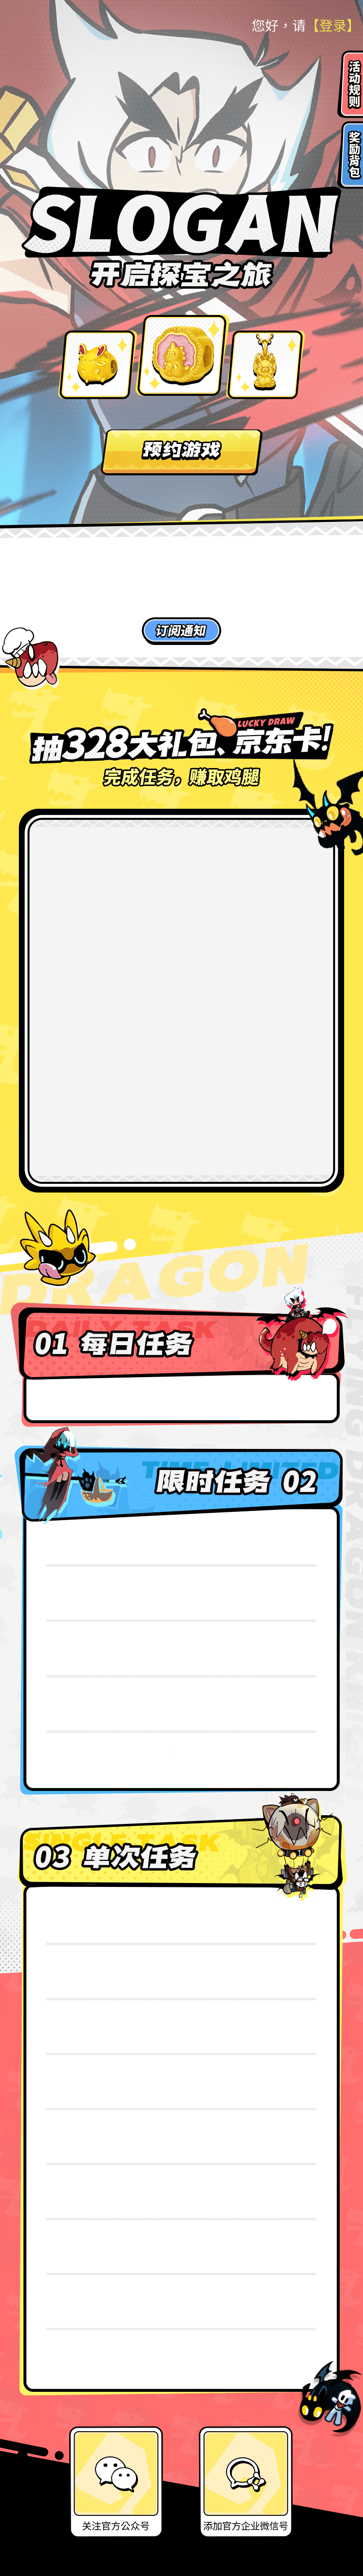 您好，请【登录】
活动规则
奖励背包
SLOGAN
开启探宝之旅
预约游戏
订阅通知
LUCKY DRAW
抽328大礼包、京东卡!
完成任务，赚取鸡腿
DRAGON
DAILY TASK
01 每日任务
TIME-LIMITED
限时任务 02
SINGLE TASK
03 单次任务
关注官方公众号
添加官方企业微信号